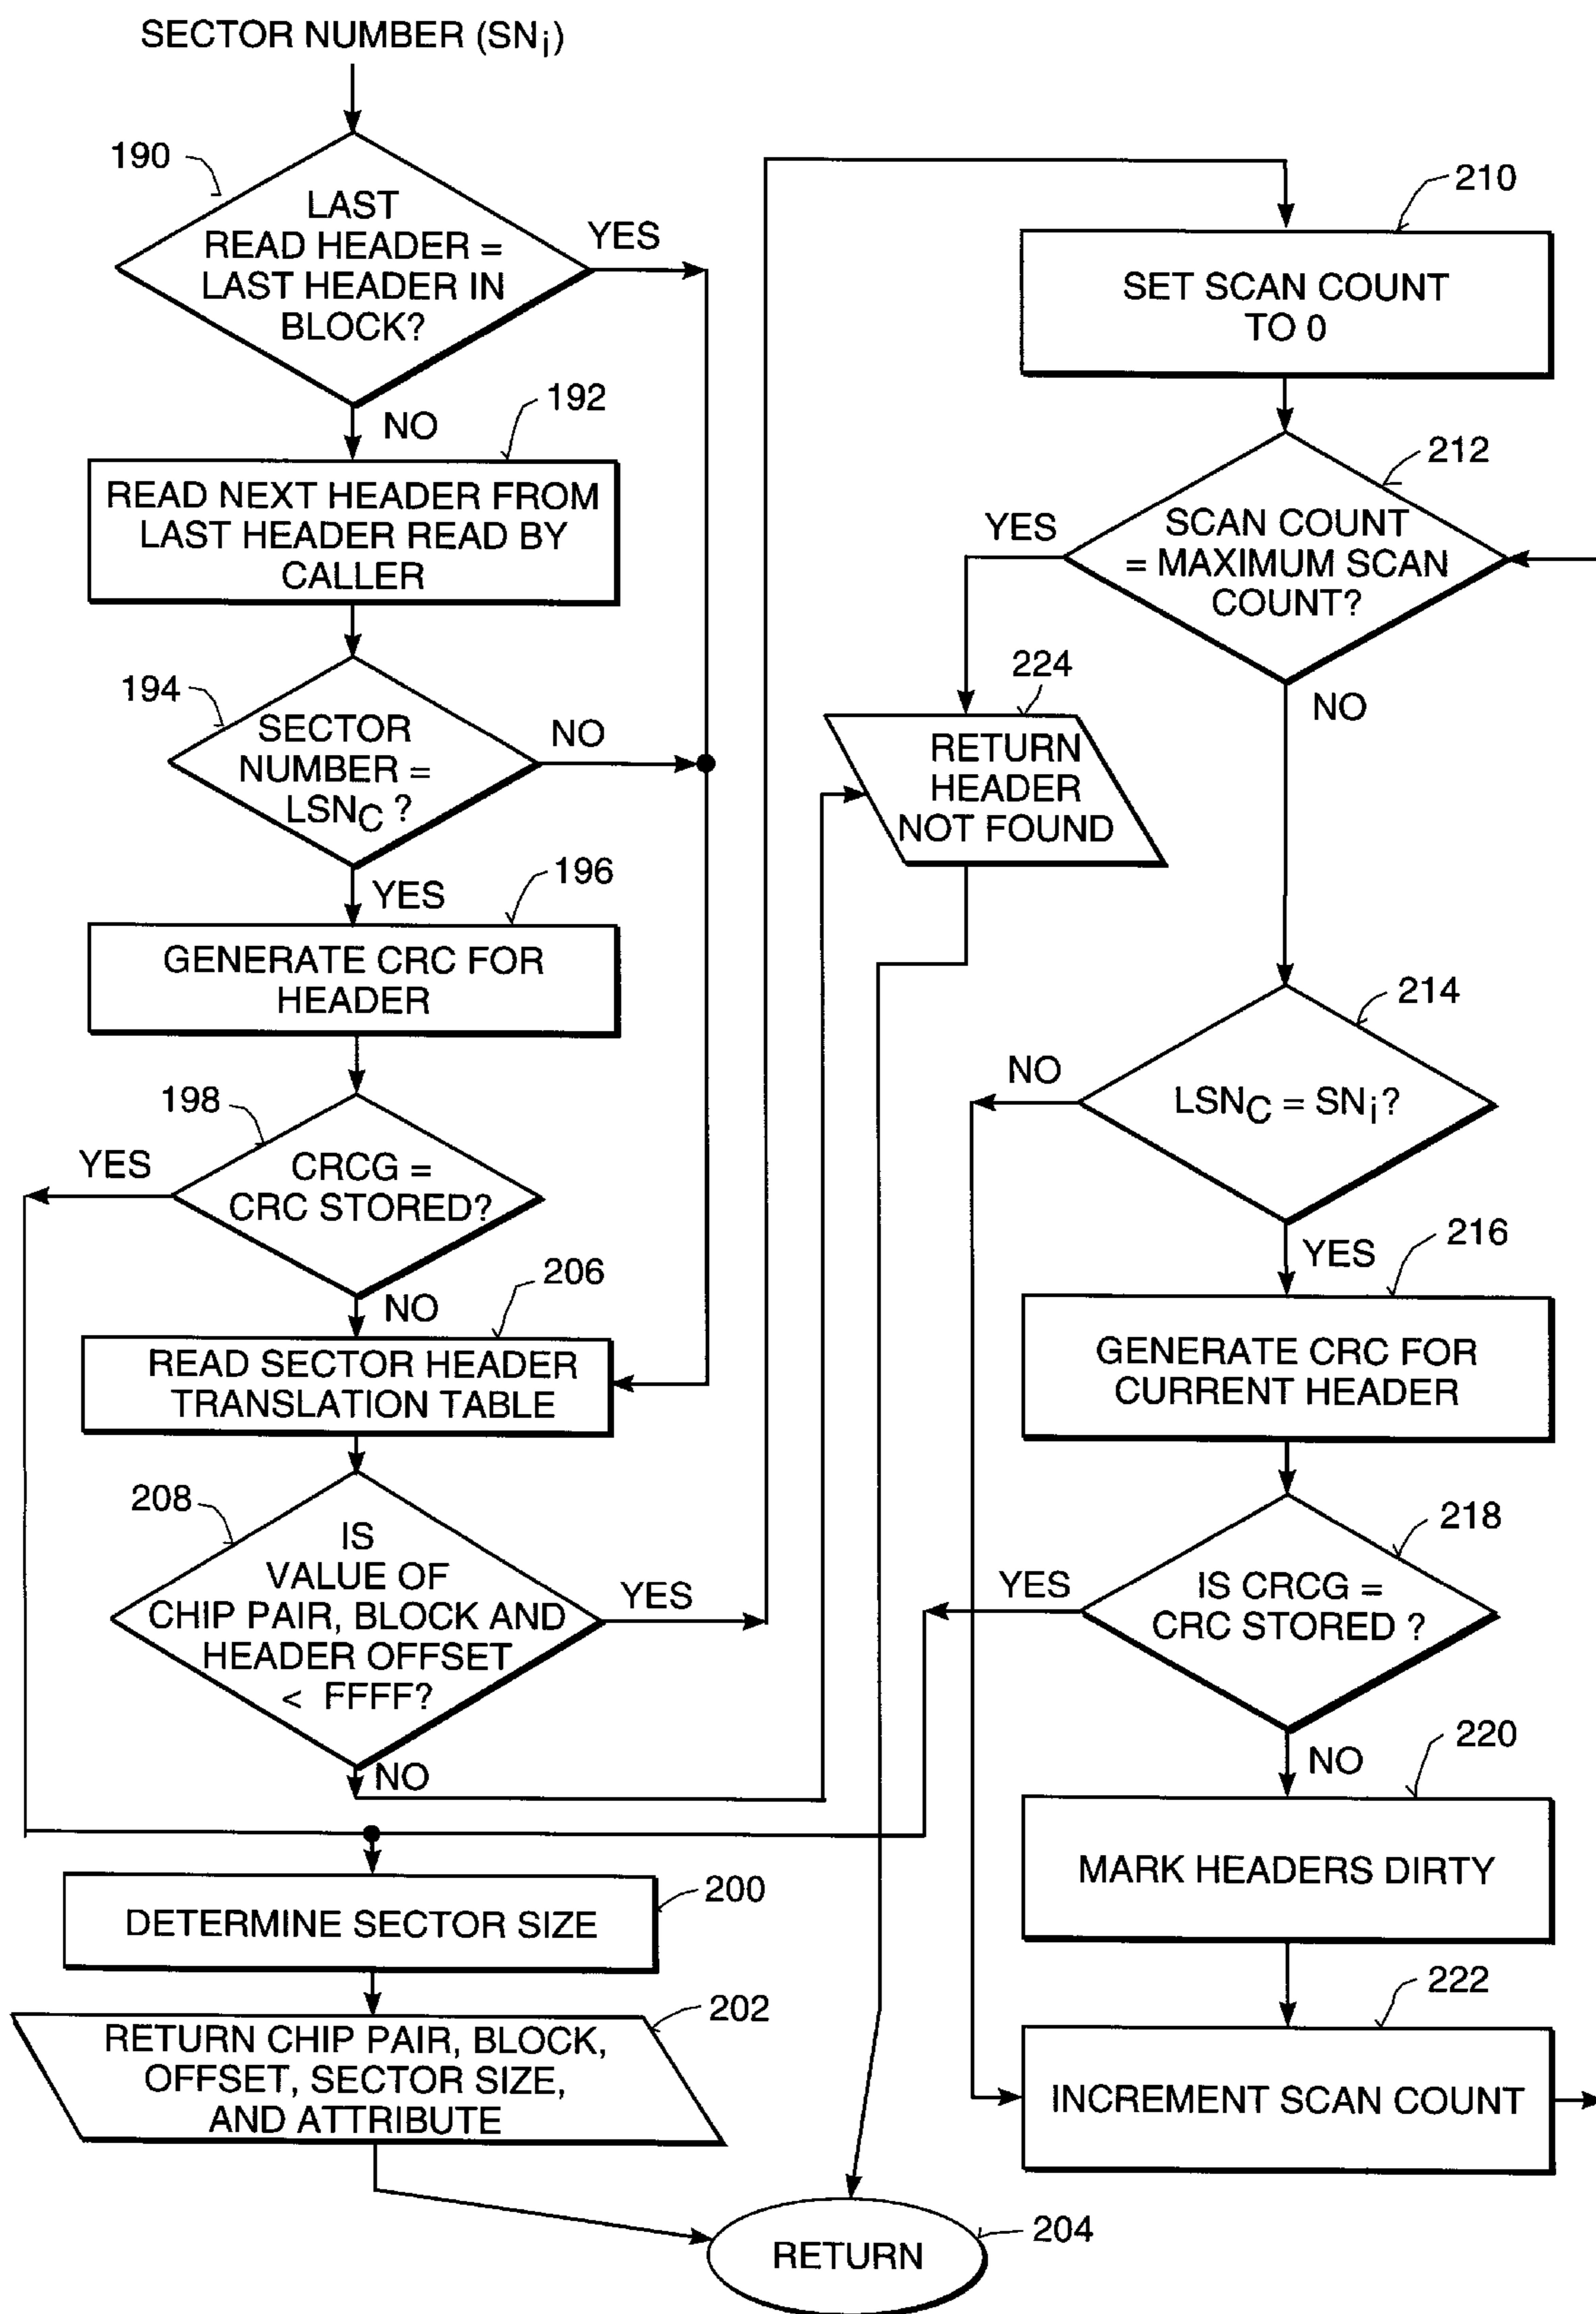 SECTOR NUMBER (SNi)
190
LAST
READ HEADER =
LAST HEADER IN
BLOCK?
YES
NO
192
READ NEXT HEADER FROM
LAST HEADER READ BY
CALLER
194
SECTOR
NUMBER =
LSNC ?
NO
YES
196
GENERATE CRC FOR
HEADER
198
CRCG =
CRC STORED?
YES
NO
206
READ SECTOR HEADER
TRANSLATION TABLE
208
IS
VALUE OF
CHIP PAIR, BLOCK AND
HEADER OFFSET
< FFFF?
YES
NO
200
DETERMINE SECTOR SIZE
202
RETURN CHIP PAIR, BLOCK,
OFFSET, SECTOR SIZE,
AND ATTRIBUTE
210
SET SCAN COUNT
TO 0
212
SCAN COUNT
= MAXIMUM SCAN
COUNT?
YES
NO
224
RETURN
HEADER
NOT FOUND
214
LSNC = SNi?
NO
YES
216
GENERATE CRC FOR
CURRENT HEADER
218
IS CRCG =
CRC STORED ?
YES
NO
220
MARK HEADERS DIRTY
222
INCREMENT SCAN COUNT
204
RETURN